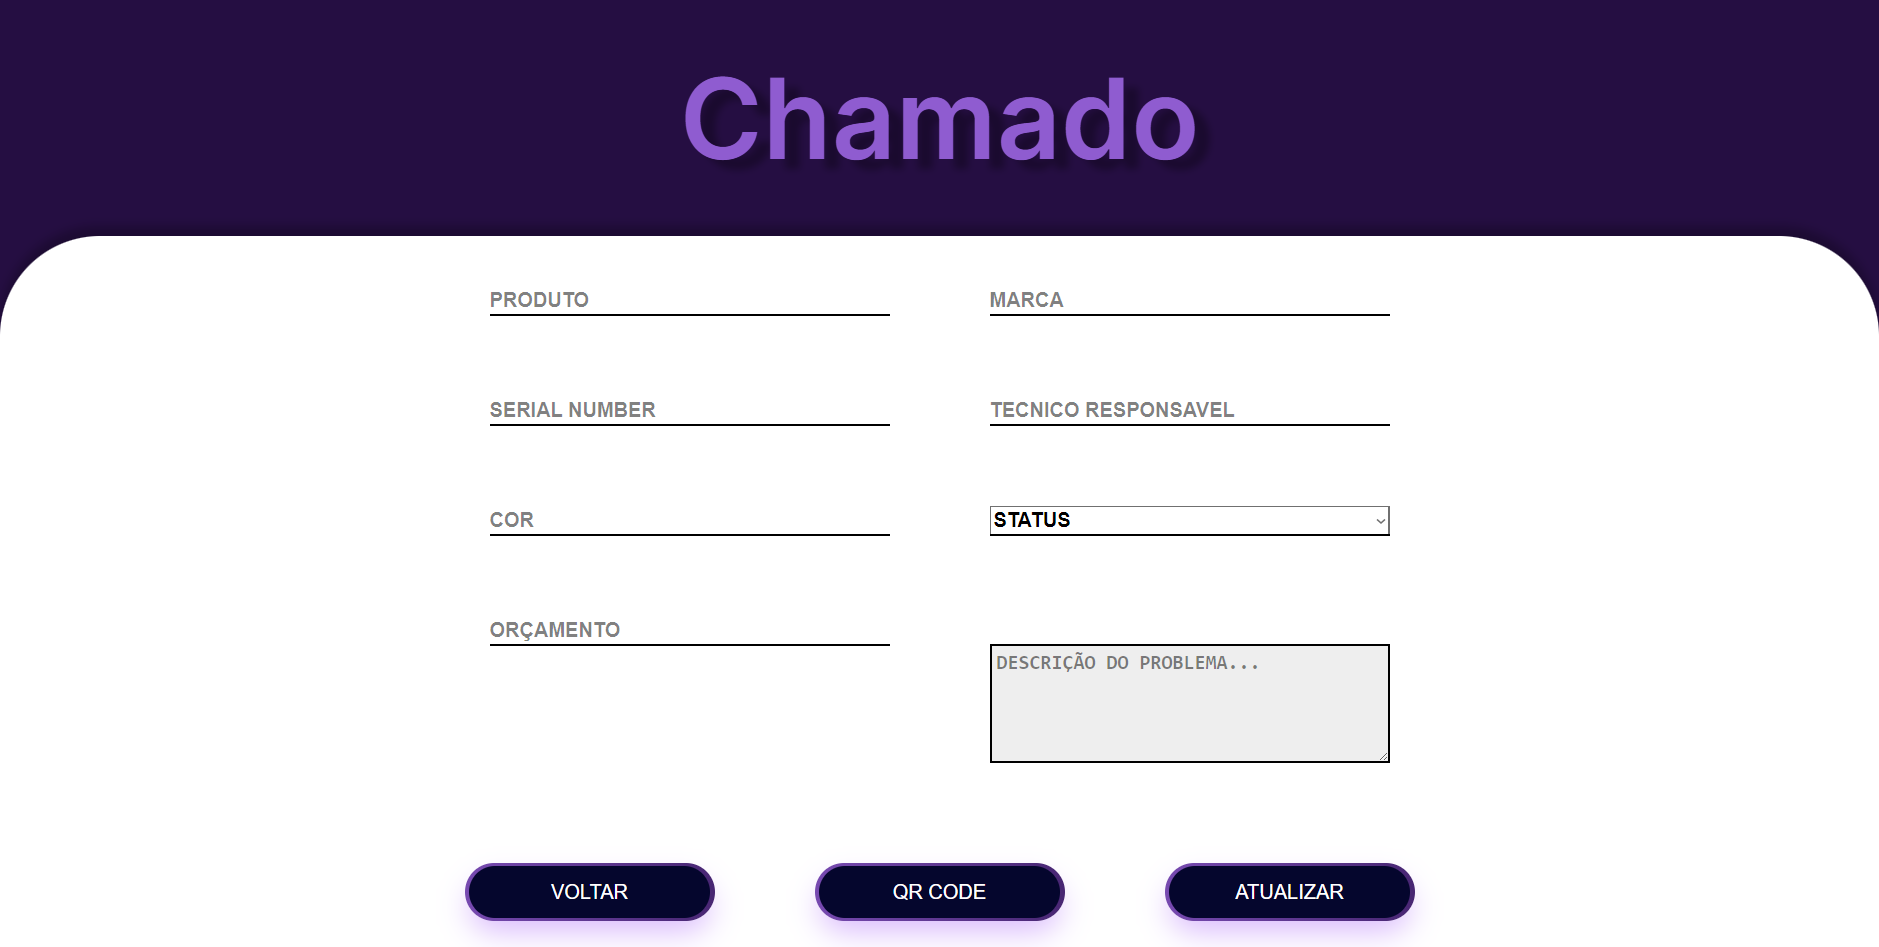 Chamado
PRODUTO
MARCA
SERIAL NUMBER
TECNICO RESPONSAVEL
COR
STATUS
ORÇAMENTO
DESCRIÇÃO DO PROBLEMA...
VOLTAR
QR CODE
ATUALIZAR